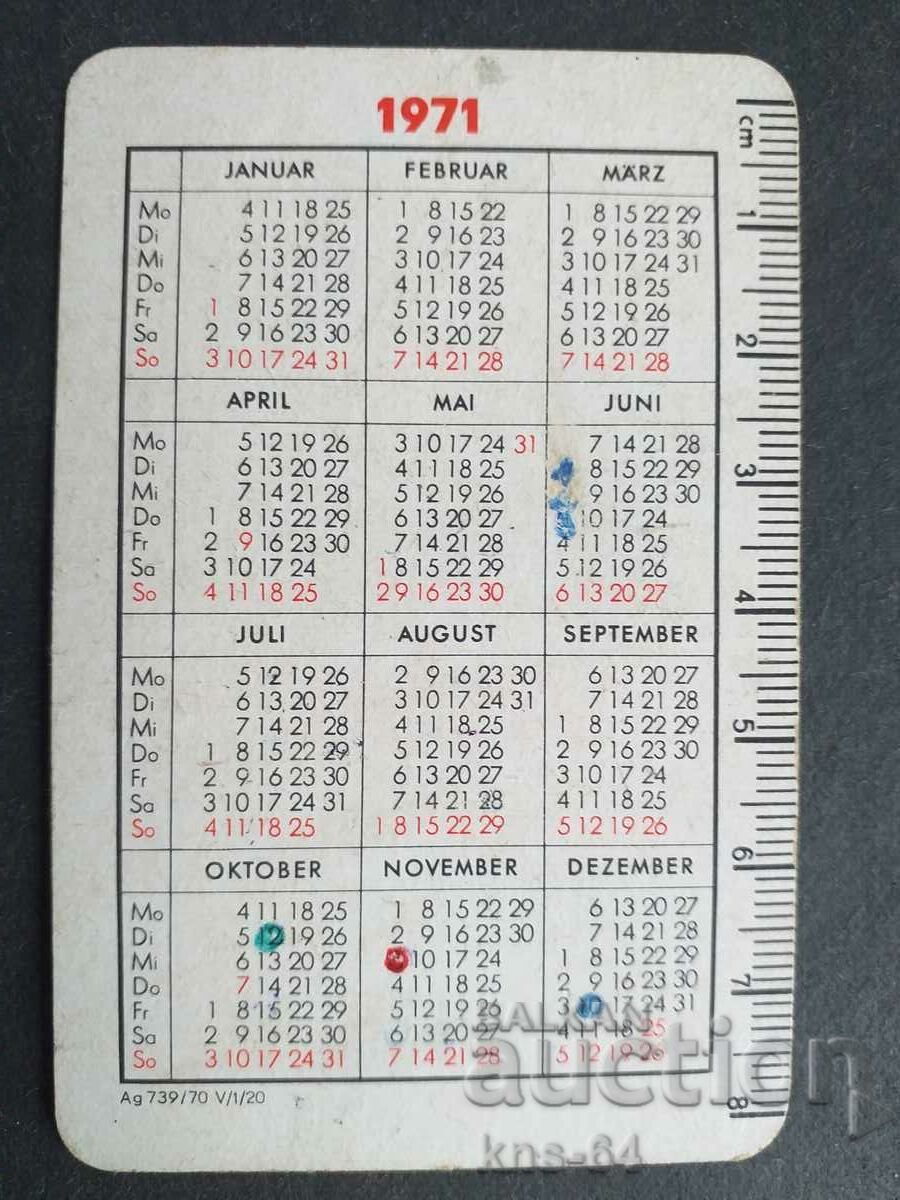 1971
JANUAR FEBRUAR MÄRZ
Mo 4 11 18 25 1 8 15 22 1 8 15 22 29
Di 5 12 19 26 2 9 16 23 2 9 16 23 30
Mi 6 13 20 27 3 10 17 24 3 10 17 24 31
Do 7 14 21 28 4 11 18 25 4 11 18 25
Fr 1 8 15 22 29 5 12 19 26 5 12 19 26
Sa 2 9 16 23 30 6 13 20 27 6 13 20 27
So 3 10 17 24 31 7 14 21 28 7 14 21 28
APRIL MAI JUNI
Mo 5 12 19 26 3 10 17 24 31 7 14 21 28
Di 6 13 20 27 4 11 18 25 8 15 22 29
Mi 7 14 21 28 5 12 19 26 9 16 23 30
Do 1 8 15 22 29 6 13 20 27 10 17 24
Fr 2 9 16 23 30 7 14 21 28 4 11 18 25
Sa 3 10 17 24 1 8 15 22 29 5 12 19 26
So 4 11 18 25 2 9 16 23 30 6 13 20 27
JULI AUGUST SEPTEMBER
Mo 5 12 19 26 2 9 16 23 30 6 13 20 27
Di 6 13 20 27 3 10 17 24 31 7 14 21 28
Mi 7 14 21 28 4 11 18 25 1 8 15 22 29
Do 1 8 15 22 29 5 12 19 26 2 9 16 23 30
Fr 2 9 16 23 30 6 13 20 27 3 10 17 24
Sa 3 10 17 24 31 7 14 21 28 4 11 18 25
So 4 11 18 25 1 8 15 22 29 5 12 19 26
OKTOBER NOVEMBER DEZEMBER
Mo 4 11 18 25 1 8 15 22 29 6 13 20 27
Di 5 12 19 26 2 9 16 23 30 7 14 21 28
Mi 6 13 20 27 10 17 24 1 8 15 22 29
Do 7 14 21 28 4 11 18 25 2 9 16 23 30
Fr 1 8 15 22 29 5 12 19 26 3 10 17 24 31
Sa 2 9 16 23 30 6 13 20 27 4 11 18 25
So 3 10 17 24 31 7 14 21 28 5 12 19 26
Ag 739/70 V/1/20
cm
1
2
3
4
5
6
7
8
BALKAN
auction
kns-64